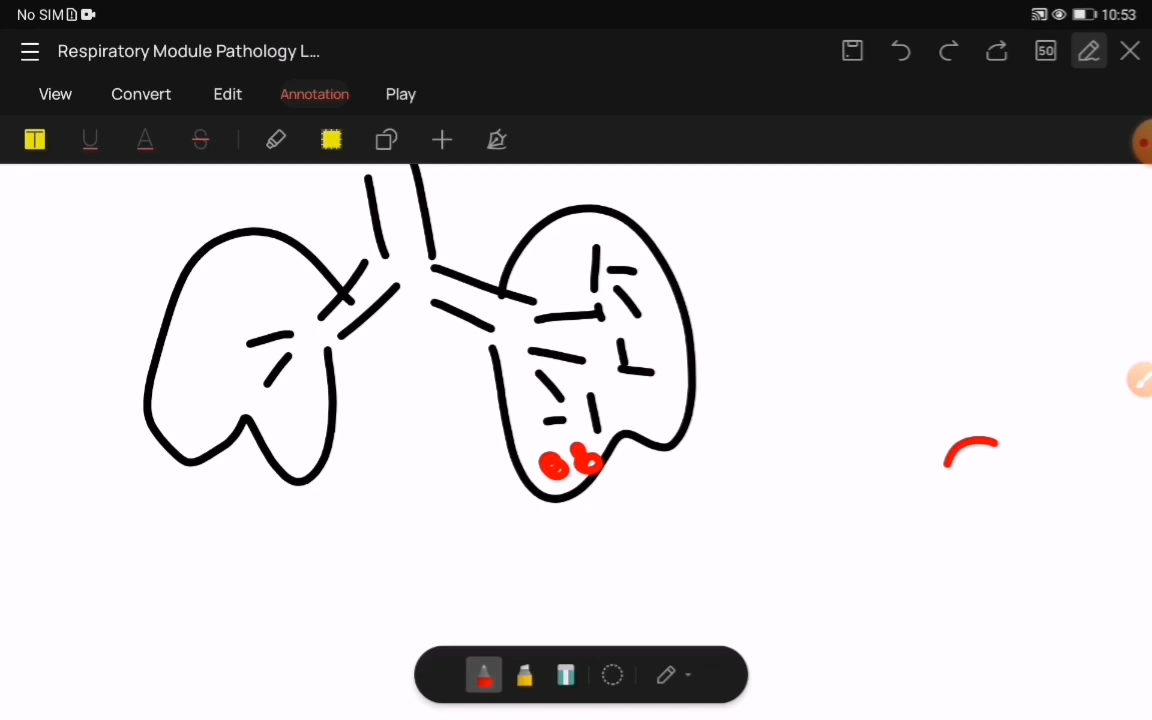 No SIM 10:53
Respiratory Module Pathology L... 50
View Convert Edit Annotation Play
T U A S